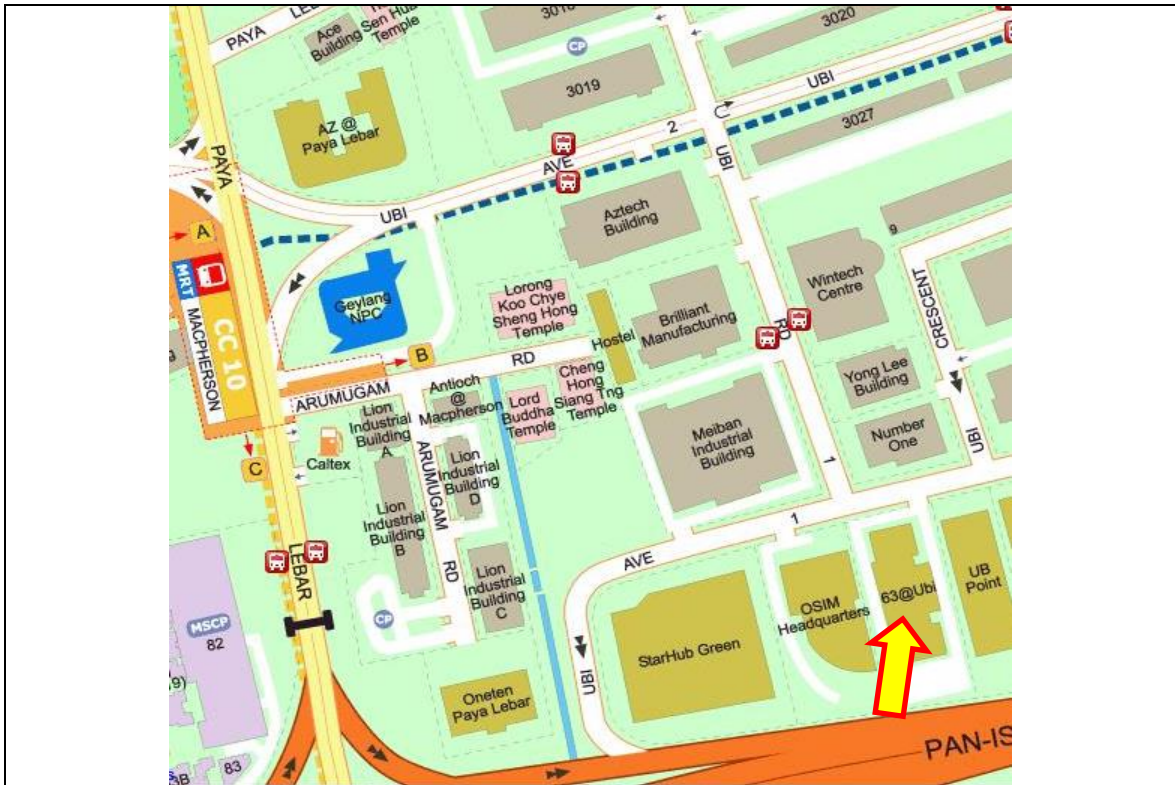 PAYA
Ace
Building
Sen Hub
Temple
3018
3020
CP
3019
UBI
2
AVE
3027
AZ @
Paya Lebar
PAYA
UBI
UBI
A
Aztech
Building
MRT
MACPHERSON
CC 10
Geylang
NPC
Lorong
Koo Chye
Sheng Hong
Temple
Hostel
Brilliant
Manufacturing
Wintech
Centre
9
CRESCENT
RD
B
RD
ARUMUGAM
Antioch
@
Macpherson
Lord
Buddha
Temple
Cheng
Hong
Siang Tng
Temple
Yong Lee
Building
Number
One
UBI
Meiban
Industrial
Building
1
Lion
Industrial
Building
A
Caltex
C
ARUMUGAM
RD
Lion
Industrial
Building
D
Lion
Industrial
Building
B
Lion
Industrial
Building
C
CP
LEBAR
MSCP
82
AVE
1
UBI
OSIM
Headquarters
63@Ubi
UB
Point
StarHub Green
Oneten
Paya Lebar
9)
3B
83
PAN-IS